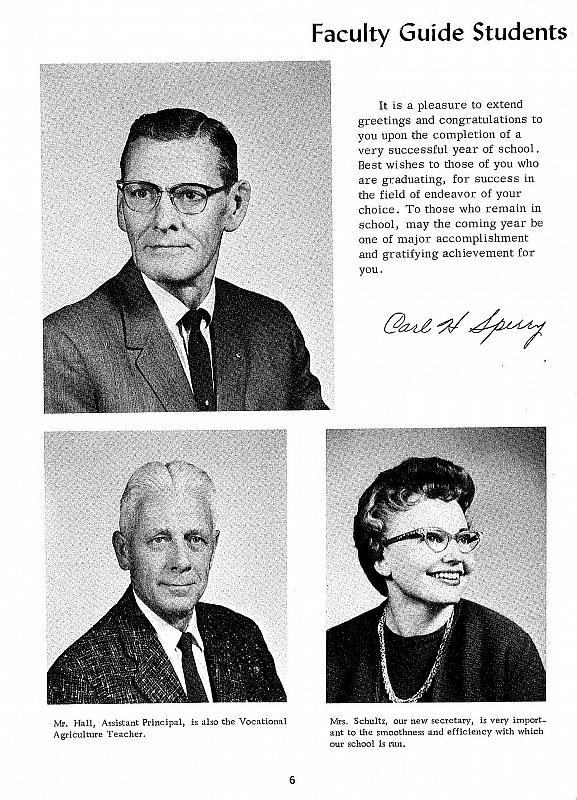 Faculty Guide Students
It is a pleasure to extend
greetings and congratulations to
you upon the completion of a
very successful year of school.
Best wishes to those of you who
are graduating, for success in
the field of endeavor of your
choice. To those who remain in
school, may the coming year be
one of major accomplishment
and gratifying achievement for
you.
Carl H Sperry
Mr. Hall, Assistant Principal, is also the Vocational
Agriculture Teacher.
Mrs. Schultz, our new secretary, is very import-
ant to the smoothness and efficiency with which
our school is run.
6